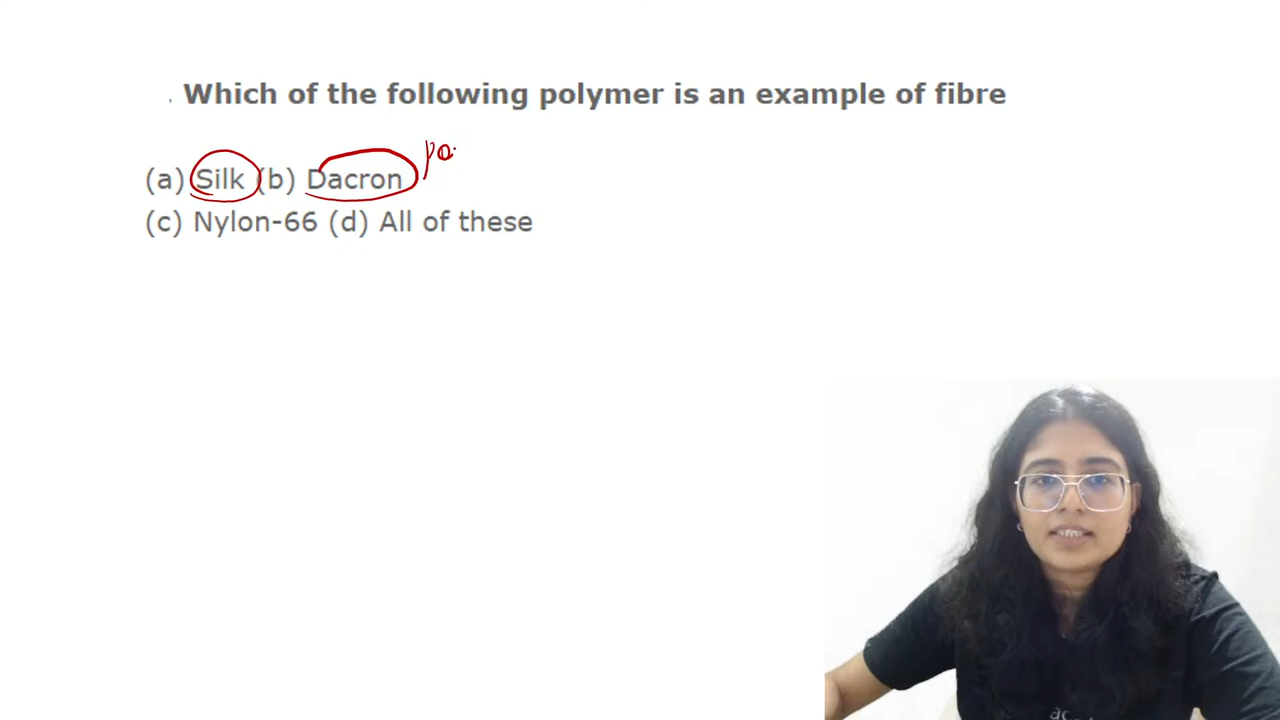 Which of the following polymer is an example of fibre
(a) Silk (b) Dacron
(c) Nylon-66 (d) All of these